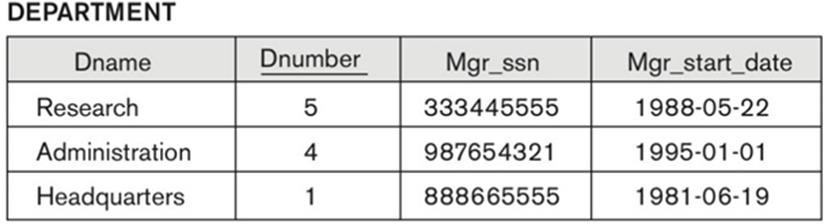 DEPARTMENT
Dname Dnumber Mgr_ssn Mgr_start_date
Research 5 333445555 1988-05-22
Administration 4 987654321 1995-01-01
Headquarters 1 888665555 1981-06-19